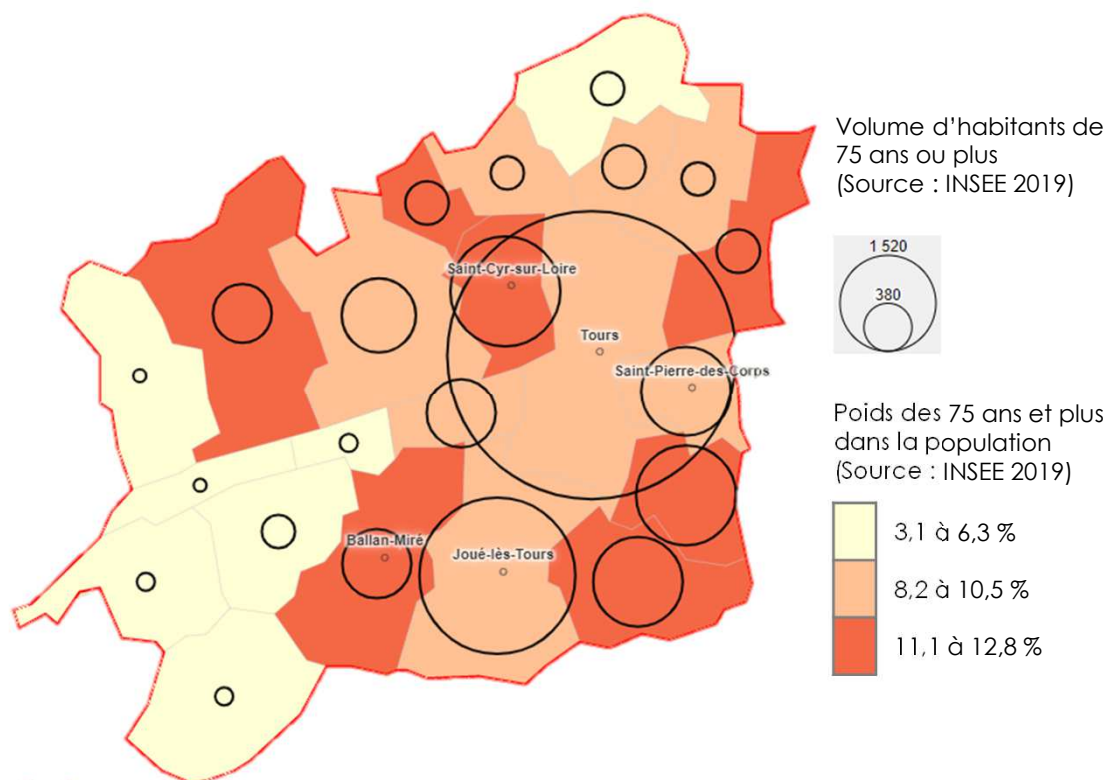 Volume d’habitants de
75 ans ou plus
(Source : INSEE 2019)
1 520
380
Saint-Cyr-sur-Loire
Tours
Saint-Pierre-des-Corps
Ballan-Miré
Joué-lès-Tours
Poids des 75 ans et plus
dans la population
(Source : INSEE 2019)
3,1 à 6,3 %
8,2 à 10,5 %
11,1 à 12,8 %